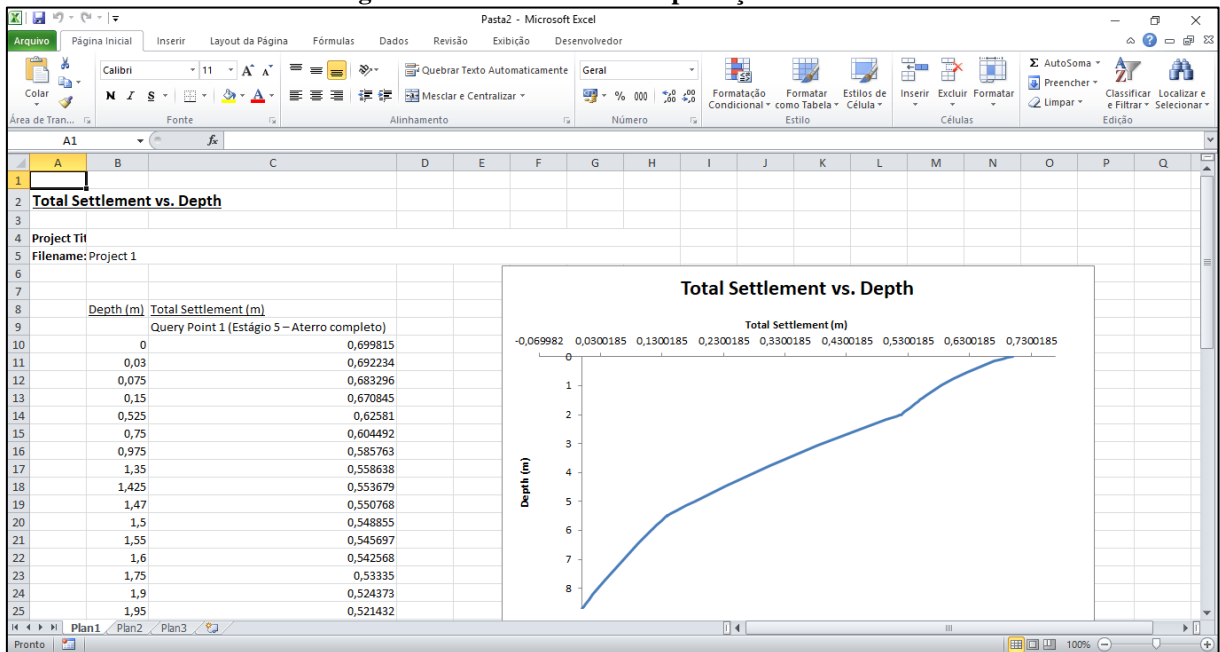 Pasta2 - Microsoft Excel
Arquivo Página Inicial Inserir Layout da Página Fórmulas Dados Revisão Exibição Desenvolvedor
Colar
Calibri 11 A A
N I S A
Quebrar Texto Automaticamente
Mesclar e Centralizar
Geral
% 000 ,00 ,00
Formatação Condicional
Formatar como Tabela
Estilos de Célula
Inserir Excluir Formatar
Σ AutoSoma
Preencher
Limpar
Classificar e Filtrar
Localizar e Selecionar
Área de Tran... Fonte Alinhamento Número Estilo Células Edição
A1 fx
A B C D E F G H I J K L M N O P Q
1
2 Total Settlement vs. Depth
3
4 Project Tit
5 Filename: Project 1
6
7
8 Depth (m) Total Settlement (m)
9 Query Point 1 (Estágio 5 – Aterro completo)
10 0 0,699815
11 0,03 0,692234
12 0,075 0,683296
13 0,15 0,670845
14 0,525 0,62581
15 0,75 0,604492
16 0,975 0,585763
17 1,35 0,558638
18 1,425 0,553679
19 1,47 0,550768
20 1,5 0,548855
21 1,55 0,545697
22 1,6 0,542568
23 1,75 0,53335
24 1,9 0,524373
25 1,95 0,521432
Total Settlement vs. Depth
Total Settlement (m)
-0,069982 0,0300185 0,1300185 0,2300185 0,3300185 0,4300185 0,5300185 0,6300185 0,7300185
0
1
2
3
4
5
6
7
8
Depth (m)
Plan1 Plan2 Plan3
Pronto 100%